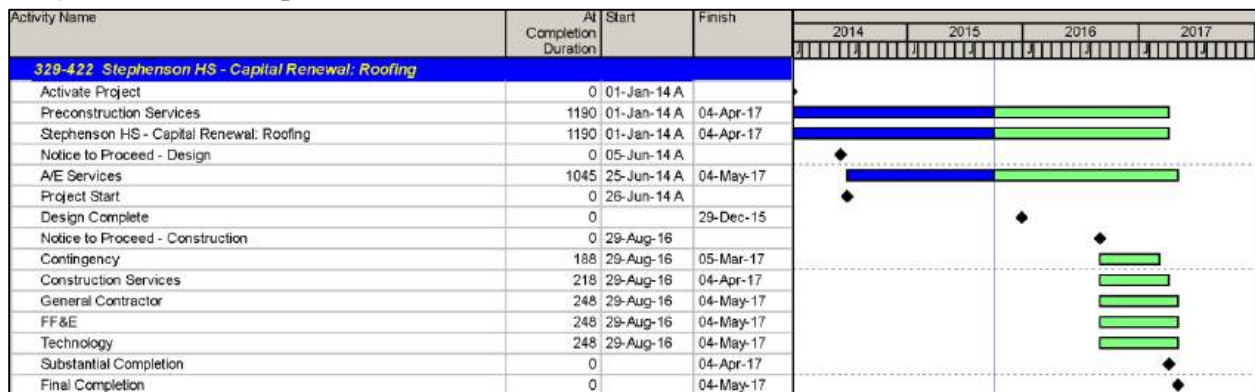 Activity Name At Completion Duration Start Finish 2014 2015 2016 2017
J J J J J J J
329-422 Stephenson HS - Capital Renewal: Roofing
Activate Project 0 01-Jan-14 A
Preconstruction Services 1190 01-Jan-14 A 04-Apr-17
Stephenson HS - Capital Renewal: Roofing 1190 01-Jan-14 A 04-Apr-17
Notice to Proceed - Design 0 05-Jun-14 A
A/E Services 1045 25-Jun-14 A 04-May-17
Project Start 0 26-Jun-14 A
Design Complete 0 29-Dec-15
Notice to Proceed - Construction 0 29-Aug-16
Contingency 188 29-Aug-16 05-Mar-17
Construction Services 218 29-Aug-16 04-Apr-17
General Contractor 248 29-Aug-16 04-May-17
FF&E 248 29-Aug-16 04-May-17
Technology 248 29-Aug-16 04-May-17
Substantial Completion 0 04-Apr-17
Final Completion 0 04-May-17